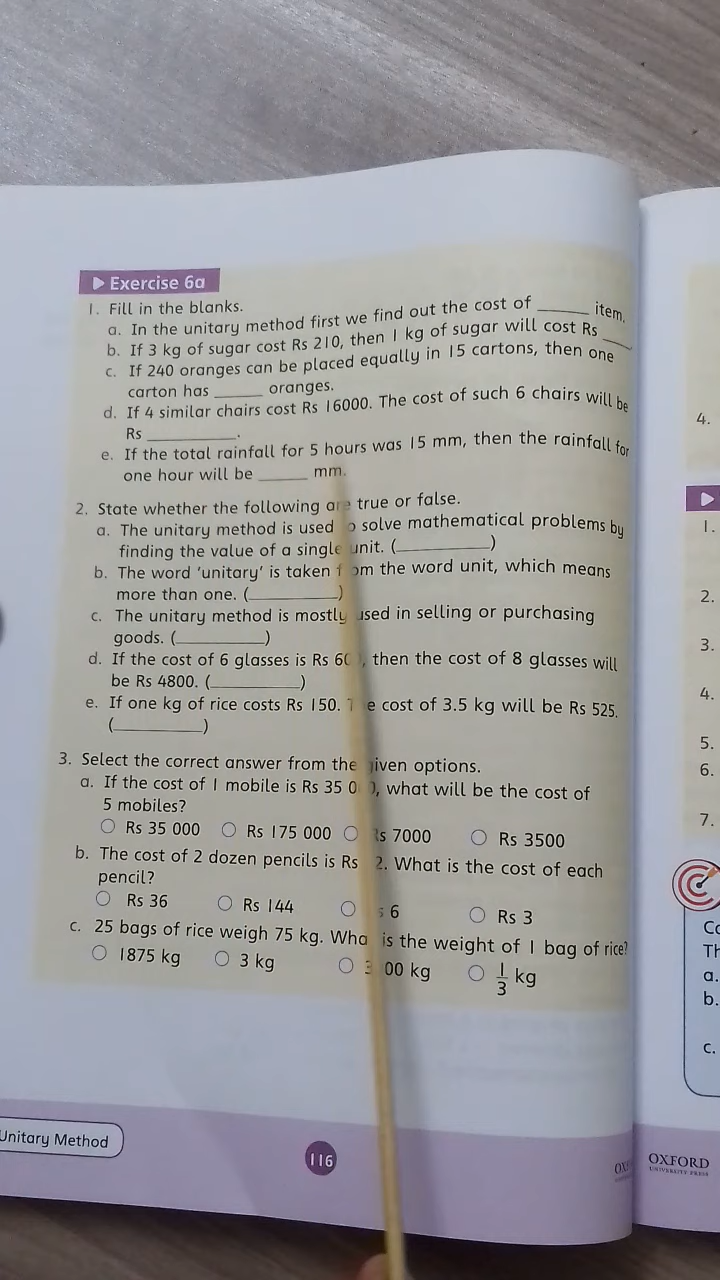 Exercise 6a
1. Fill in the blanks.
a. In the unitary method first we find out the cost of ______ item.
b. If 3 kg of sugar cost Rs 210, then 1 kg of sugar will cost Rs ____
c. If 240 oranges can be placed equally in 15 cartons, then one
carton has ______ oranges.
d. If 4 similar chairs cost Rs 16000. The cost of such 6 chairs will be
Rs ___________.
e. If the total rainfall for 5 hours was 15 mm, then the rainfall for
one hour will be ______ mm.
2. State whether the following are true or false.
a. The unitary method is used to solve mathematical problems by
finding the value of a single unit. (___________)
b. The word 'unitary' is taken from the word unit, which means
more than one. (___________)
c. The unitary method is mostly used in selling or purchasing
goods. (___________)
d. If the cost of 6 glasses is Rs , then the cost of 8 glasses will
be Rs 4800. (___________)
e. If one kg of rice costs Rs 150. The cost of 3.5 kg will be Rs 525.
(___________)
3. Select the correct answer from the given options.
a. If the cost of 1 mobile is Rs 35 , what will be the cost of
5 mobiles?
Rs 35 000 Rs 175 000 Rs 7000 Rs 3500
b. The cost of 2 dozen pencils is Rs . What is the cost of each
pencil?
Rs 36 Rs 144 Rs 6 Rs 3
c. 25 bags of rice weigh 75 kg. What is the weight of 1 bag of rice?
1875 kg 3 kg 00 kg 1/3 kg
Unitary Method
116
OXFORD
UNIVERSITY PRESS
4.
1.
2.
3.
4.
5.
6.
7.
Th
a.
b.
c.